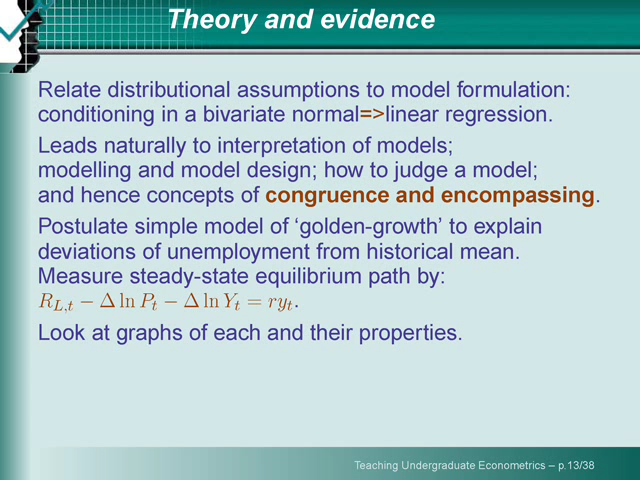 Theory and evidence
Relate distributional assumptions to model formulation:
conditioning in a bivariate normal=>linear regression.
Leads naturally to interpretation of models;
modelling and model design; how to judge a model;
and hence concepts of congruence and encompassing.
Postulate simple model of ‘golden-growth’ to explain
deviations of unemployment from historical mean.
Measure steady-state equilibrium path by:
R_{L,t} − Δ ln P_t − Δ ln Y_t = ry_t.
Look at graphs of each and their properties.
Teaching Undergraduate Econometrics – p.13/38